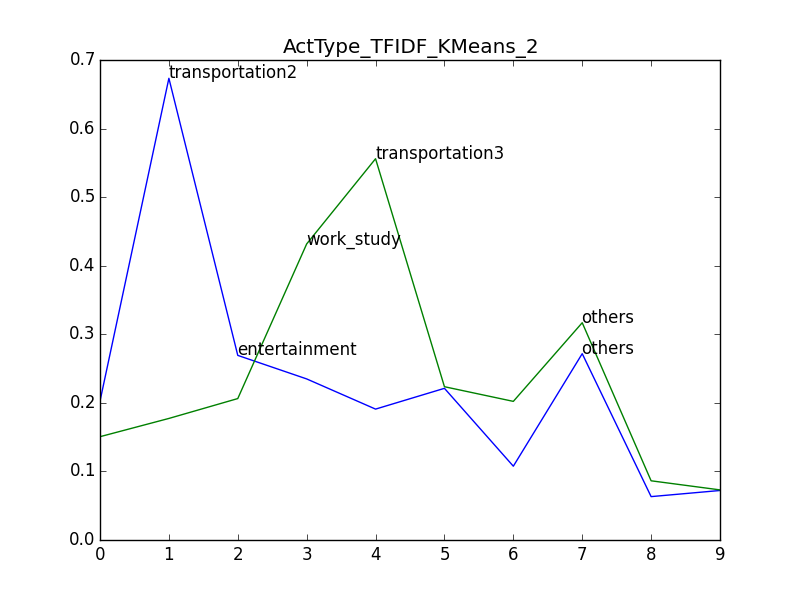 ActType_TFIDF_KMeans_2
0.7
transportation2
0.6
transportation3
0.5
work_study
0.4
others
0.3
entertainment
others
0.2
0.1
0.0
0 1 2 3 4 5 6 7 8 9